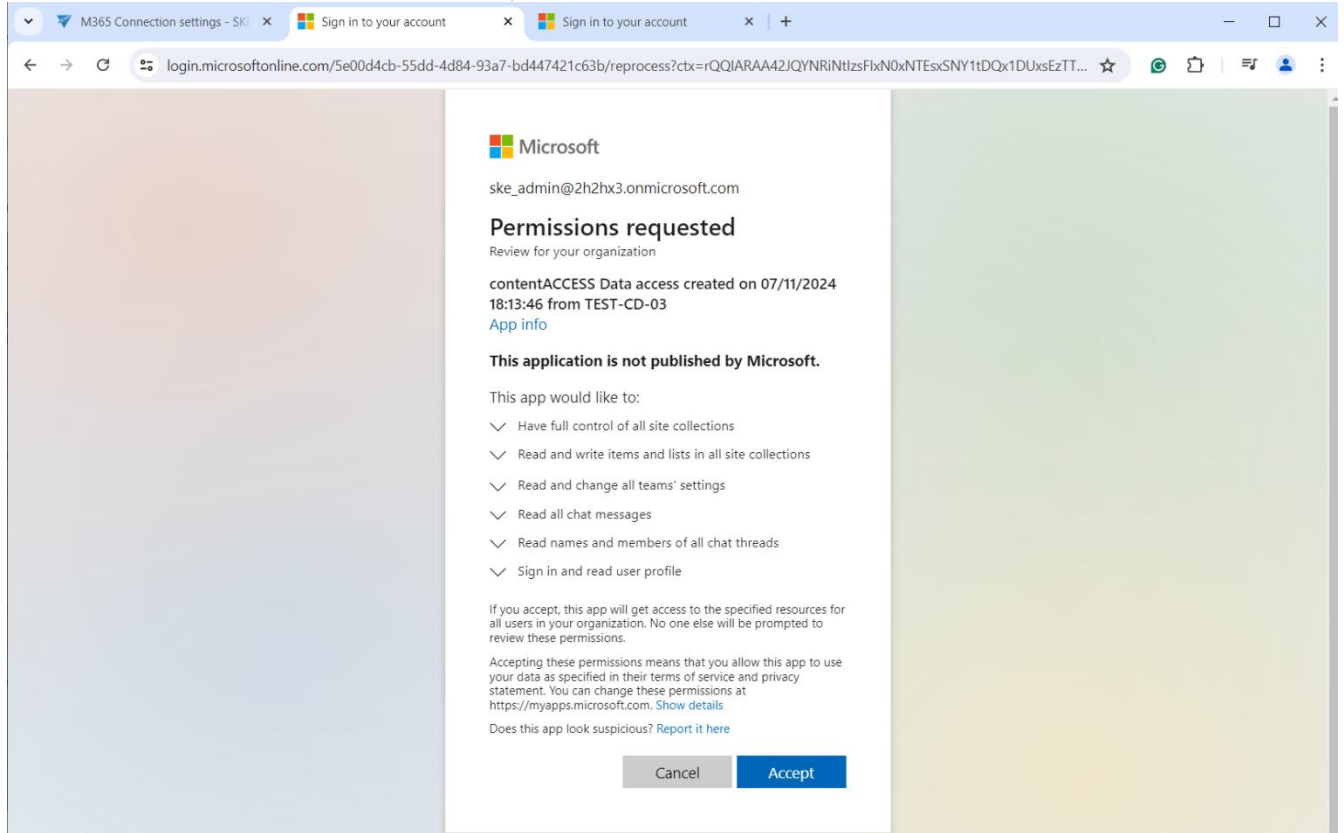 M365 Connection settings - SKE
Sign in to your account
Sign in to your account
login.microsoftonline.com/5e00d4cb-55dd-4d84-93a7-bd447421c63b/reprocess?ctx=rQQIARAA42JQYNRiNtIzsFIxN0xNTEsxSNY1tDQx1DUxsEzTT...
Microsoft
ske_admin@2h2hx3.onmicrosoft.com
Permissions requested
Review for your organization
contentACCESS Data access created on 07/11/2024
18:13:46 from TEST-CD-03
App info
This application is not published by Microsoft.
This app would like to:
Have full control of all site collections
Read and write items and lists in all site collections
Read and change all teams' settings
Read all chat messages
Read names and members of all chat threads
Sign in and read user profile
If you accept, this app will get access to the specified resources for
all users in your organization. No one else will be prompted to
review these permissions.
Accepting these permissions means that you allow this app to use
your data as specified in their terms of service and privacy
statement. You can change these permissions at
https://myapps.microsoft.com. Show details
Does this app look suspicious? Report it here
Cancel
Accept